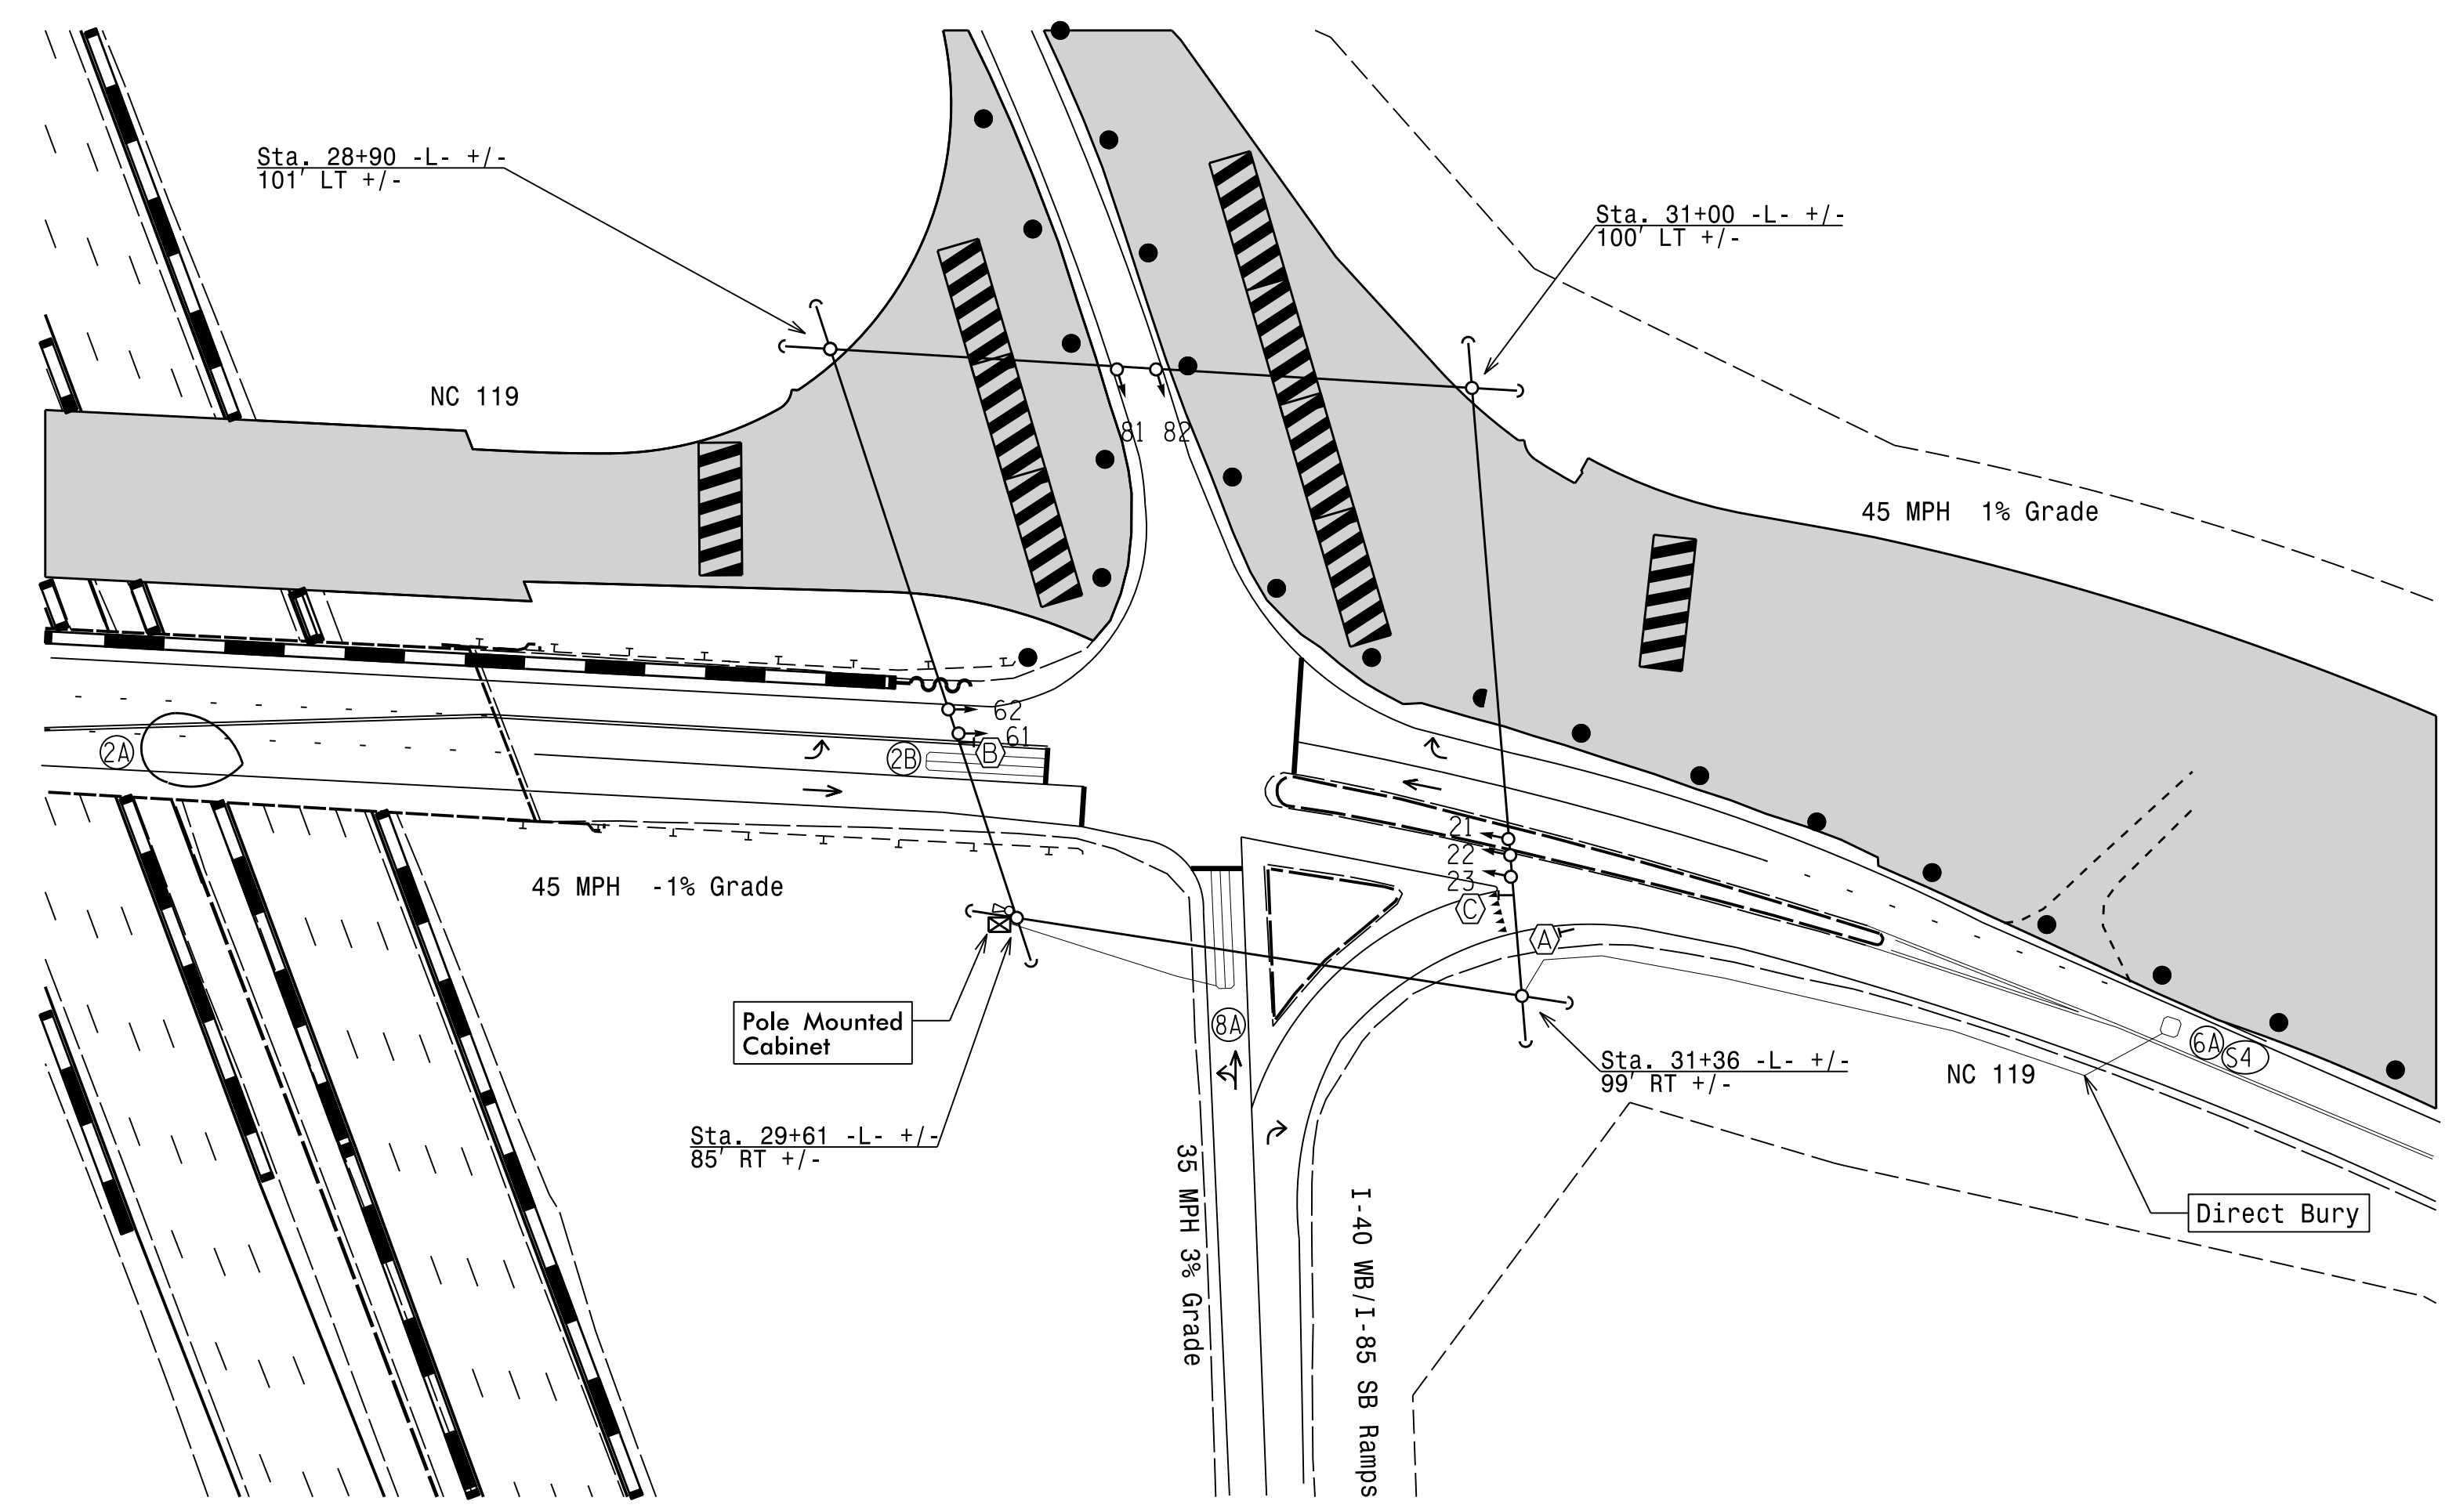 Sta. 28+90 -L- +/-
101' LT +/-
Sta. 31+00 -L- +/-
100' LT +/-
NC 119
81 82
45 MPH 1% Grade
62
61
2A
2B
B
21
22
23
C
A
45 MPH -1% Grade
Pole Mounted
Cabinet
8A
6A
S4
Sta. 31+36 -L- +/-
99' RT +/-
NC 119
Sta. 29+61 -L- +/-
85' RT +/-
35 MPH 3% Grade
I-40 WB/I-85 SB Ramps
Direct Bury